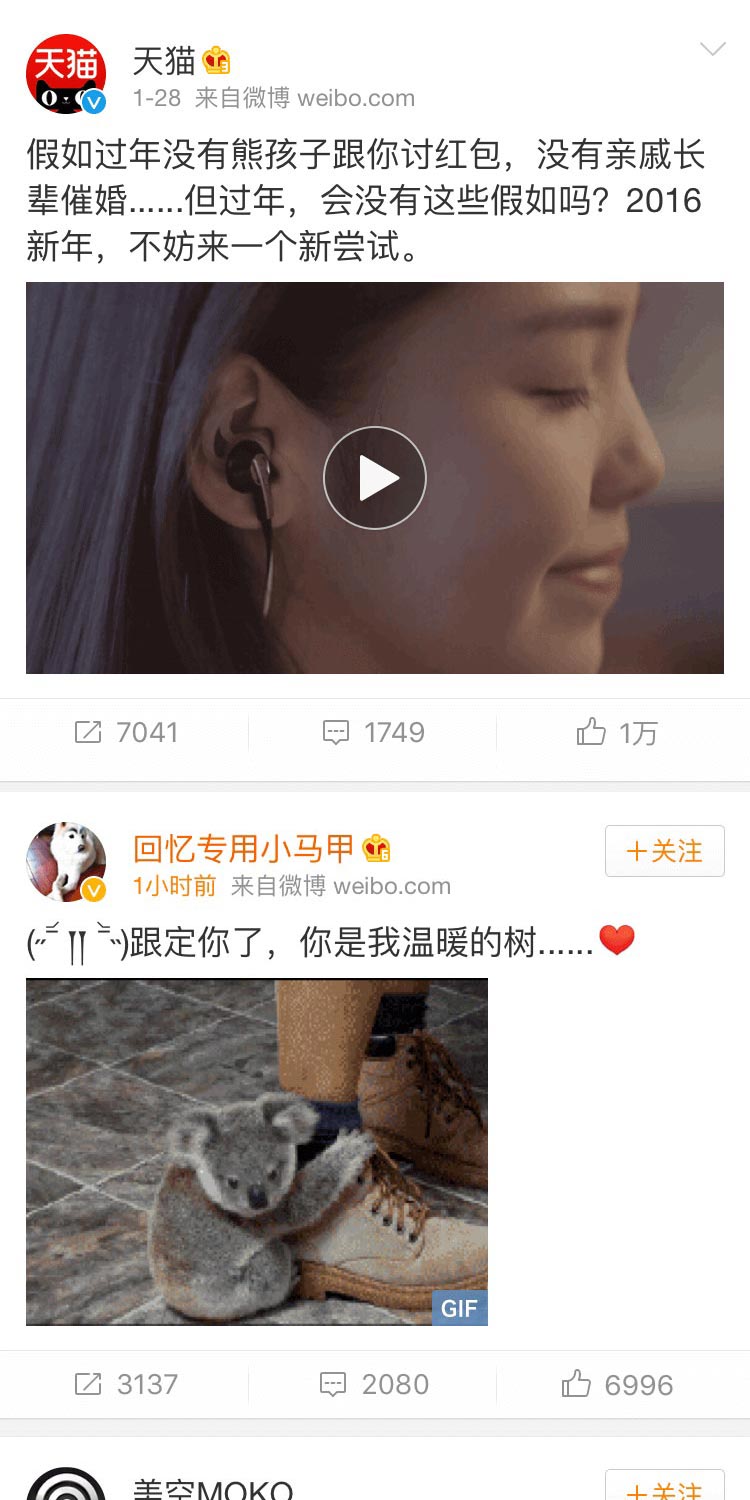 天猫
天猫
1-28 来自微博 weibo.com
假如过年没有熊孩子跟你讨红包，没有亲戚长
辈催婚......但过年，会没有这些假如吗？2016
新年，不妨来一个新尝试。
7041 1749 1万
回忆专用小马甲
+关注
1小时前 来自微博 weibo.com
跟定你了，你是我温暖的树......❤
GIF
3137 2080 6996
美空MOKO
+关注